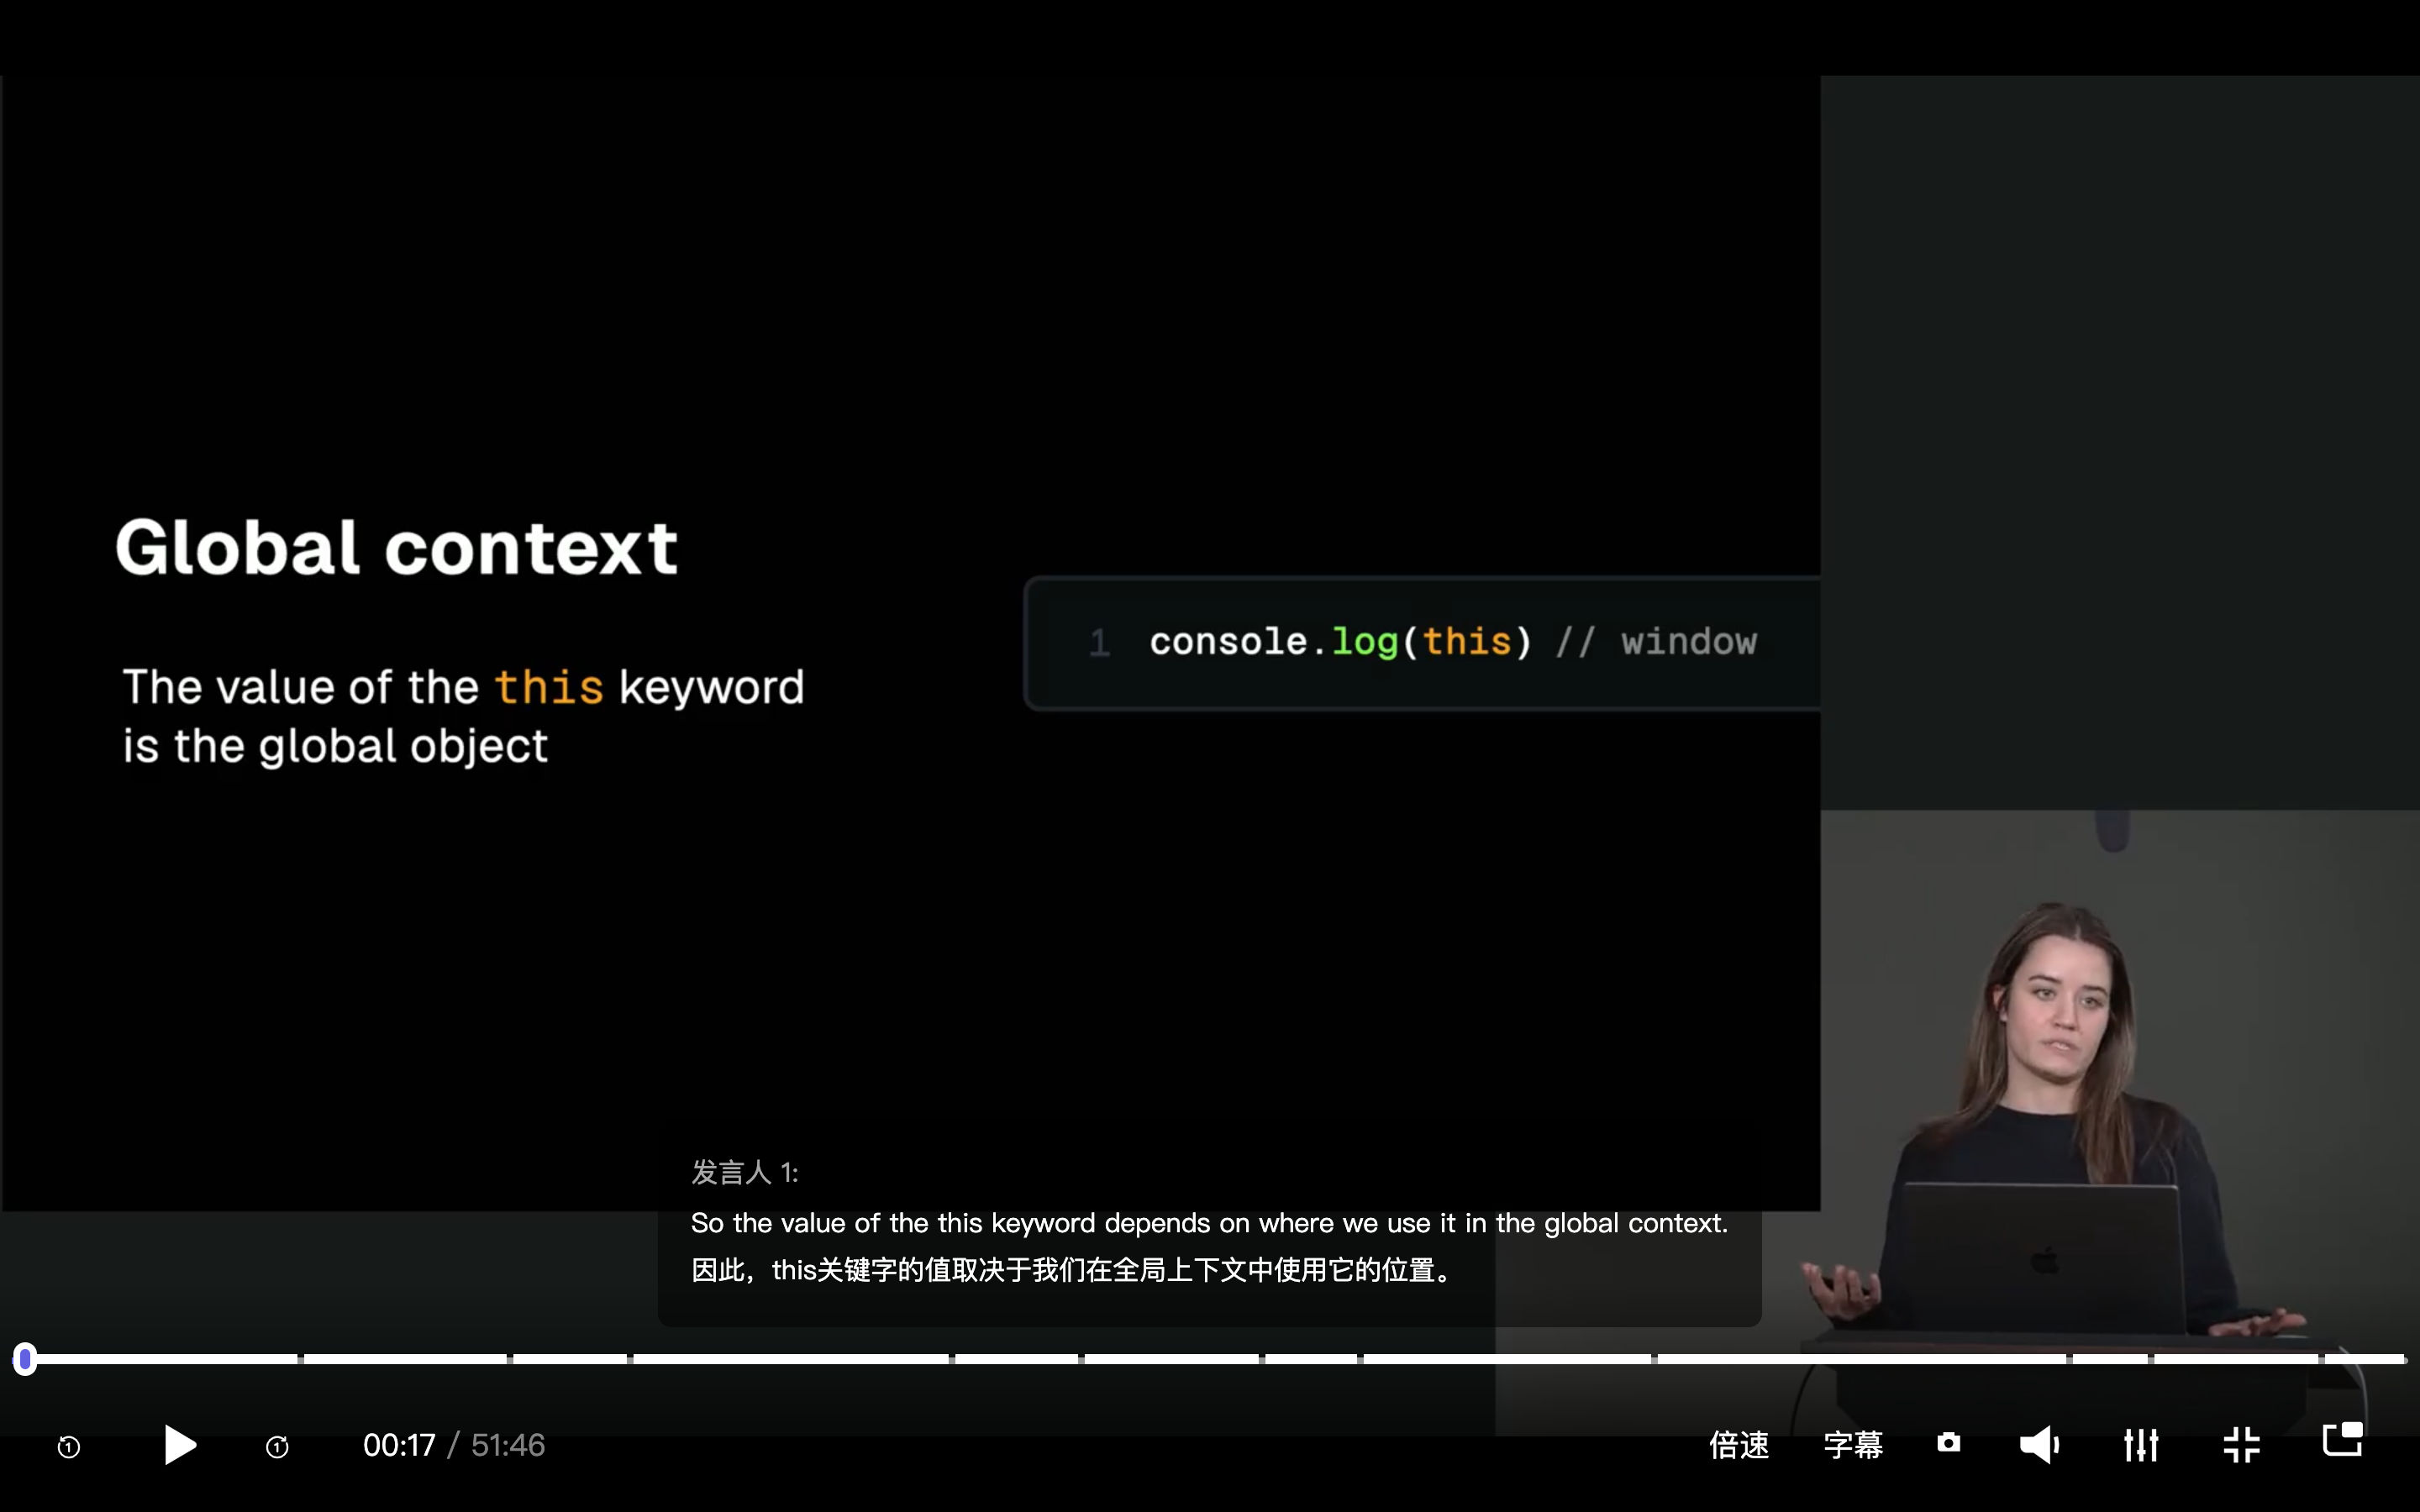 Global context
The value of the this keyword
is the global object
1 console.log(this) // window
发言人 1:
So the value of the this keyword depends on where we use it in the global context.
因此，this关键字的值取决于我们在全局上下文中使用它的位置。
1
1
00:17 / 51:46
倍速
字幕